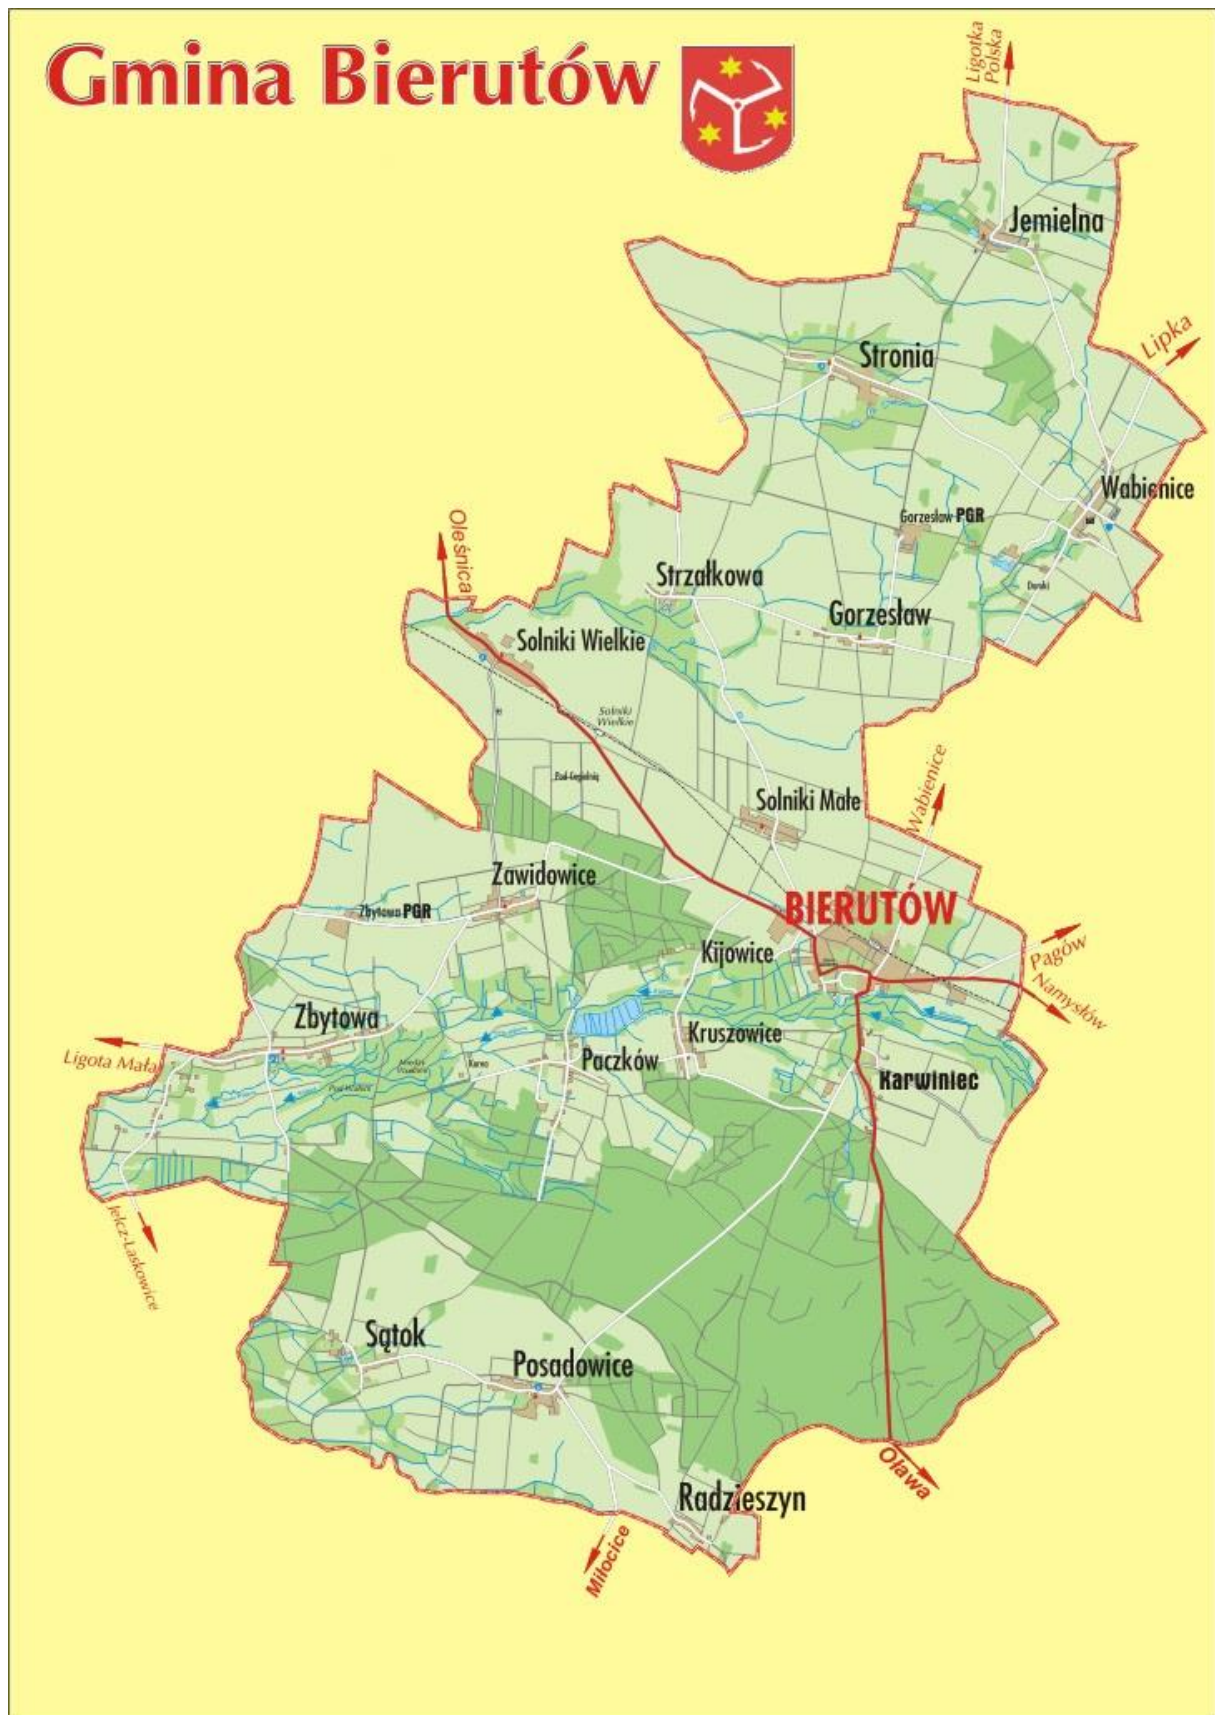 Gmina Bierutów
Ligotka
Polska
Jemielna
Lipka
Stronia
Wabienice
Gorzesław PGR
Oleśnica
Strzałkowa
Gorzesław
Solniki Wielkie
Solniki
Wielkie
Wabienice
Solniki Małe
Zawidowice
BIERUTÓW
Zbytowa PGR
Kijowice
Pągów
Namysłów
Zbytowa
Kruszowice
Ligota Mała
Paczków
Karwiniec
Jelcz-Laskowice
Sątok
Posadowice
Oława
Radzieszyn
Miłocice